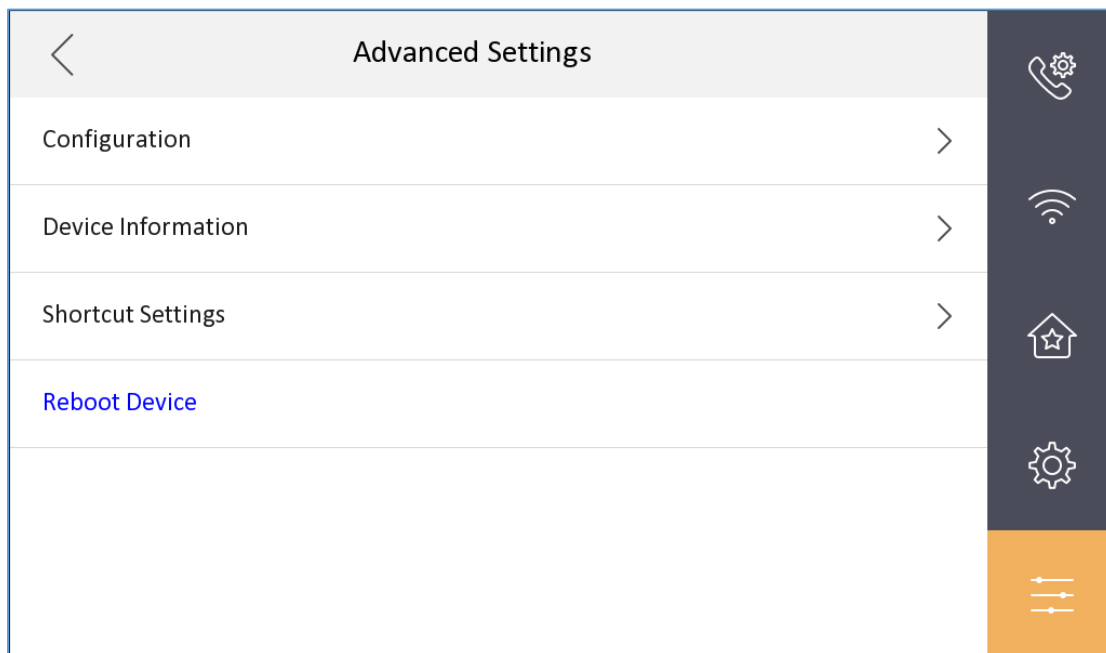 Advanced Settings
Configuration
Device Information
Shortcut Settings
Reboot Device